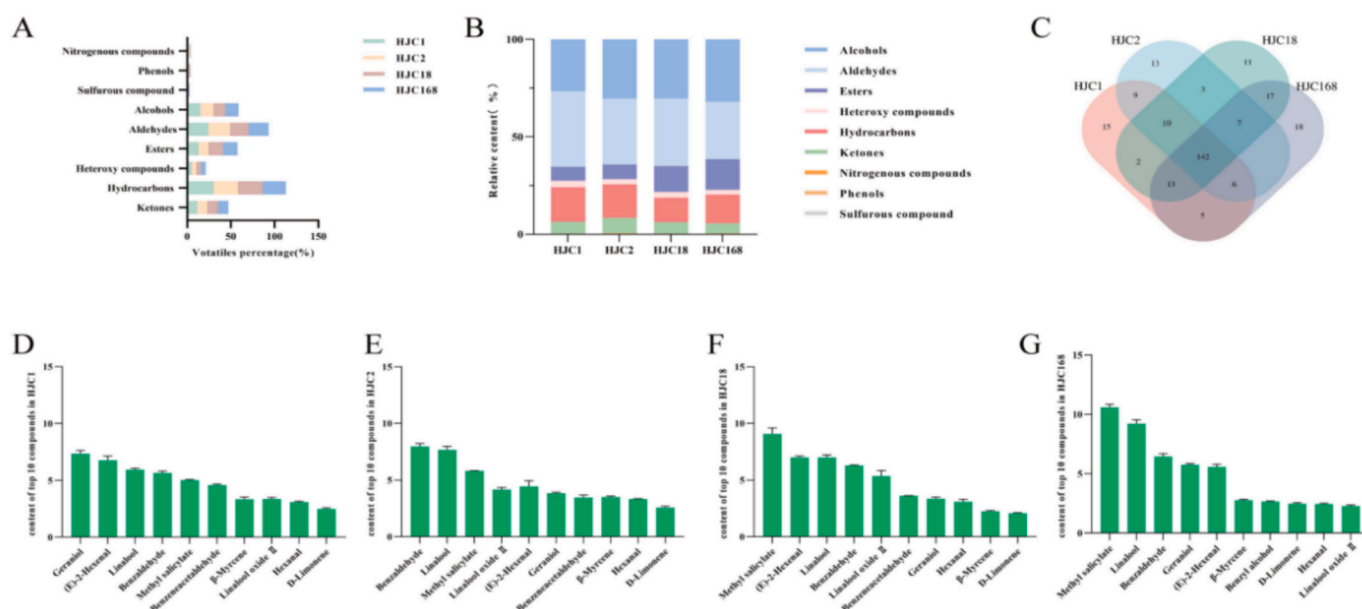 A
Nitrogenous compounds
Phenols
Sulfurous compound
Alcohols
Aldehydes
Esters
Heteroxy compounds
Hydrocarbons
Ketones
0 50 100 150
Votatiles percentage(%)
HJC1
HJC2
HJC18
HJC168
B
Relative content( %)
100
50
0
HJC1 HJC2 HJC18 HJC168
Alcohols
Aldehydes
Esters
Heteroxy compounds
Hydrocarbons
Ketones
Nitrogenous compounds
Phenols
Sulfurous compound
C
HJC2 HJC18
HJC1 HJC168
13 11
9 3 17
15 10 7 18
2 142
13 6
5
D
content of top 10 compounds in HJC1
15
10
5
0
Geraniol
(E)-2-Hexenal
Linalool
Benzaldehyde
Methyl salicylate
Benzeneacetaldehyde
β-Myrcene
Linalool oxide Ⅱ
Hexanal
D-Limonene
E
content of top 10 compounds in HJC2
15
10
5
0
Benzaldehyde
Linalool
Methyl salicylate
Linalool oxide Ⅱ
(E)-2-Hexenal
Geraniol
Benzeneacetaldehyde
β-Myrcene
Hexanal
D-Limonene
F
content of top 10 compounds in HJC18
15
10
5
0
Methyl salicylate
(E)-2-Hexenal
Linalool
Benzaldehyde
Linalool oxide Ⅱ
Benzeneacetaldehyde
Geraniol
Hexanal
β-Myrcene
D-Limonene
G
content of top 10 compounds in HJC168
15
10
5
0
Methyl salicylate
Linalool
Benzaldehyde
Geraniol
(E)-2-Hexenal
β-Myrcene
Benzyl alcohol
D-Limonene
Hexanal
Linalool oxide Ⅱ